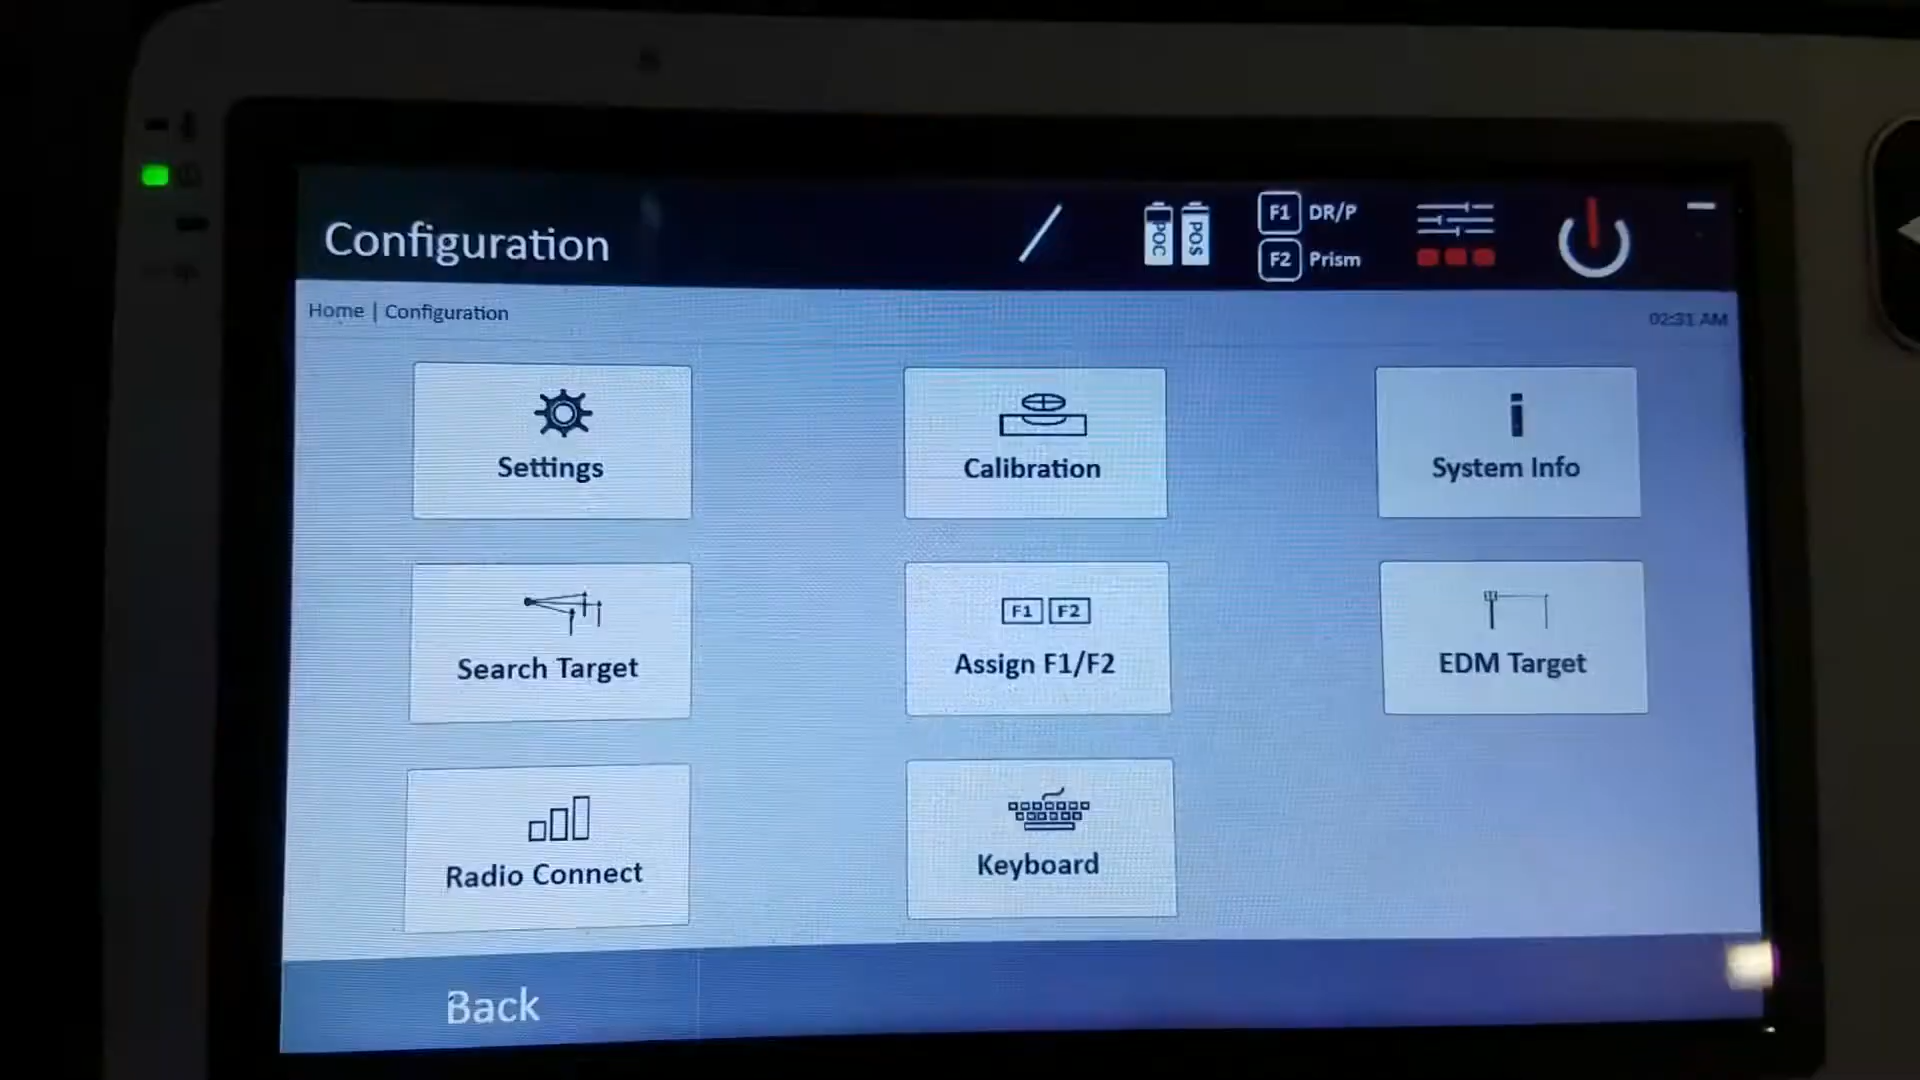 Configuration
POC POS
F1 DR/P
F2 Prism
Home | Configuration
02:31 AM
Settings
Calibration
System Info
Search Target
F1 F2
Assign F1/F2
EDM Target
Radio Connect
Keyboard
Back